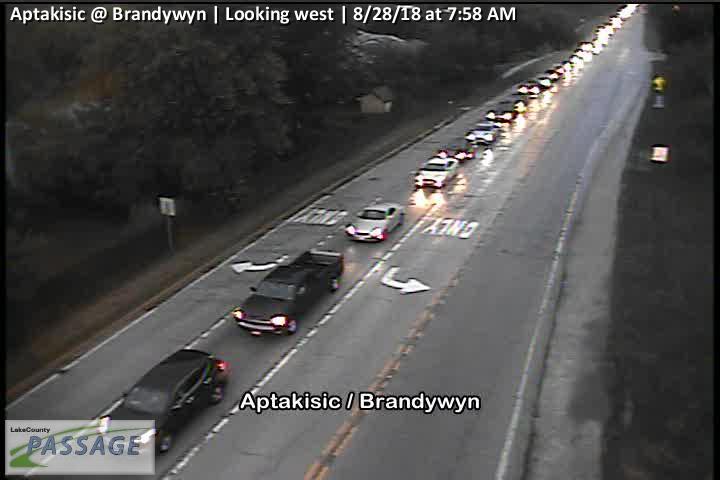 Aptakisic @ Brandywyn | Looking west | 8/28/18 at 7:58 AM
ONLY
ONLY
Aptakisic / Brandywyn
LakeCounty
PASSAGE